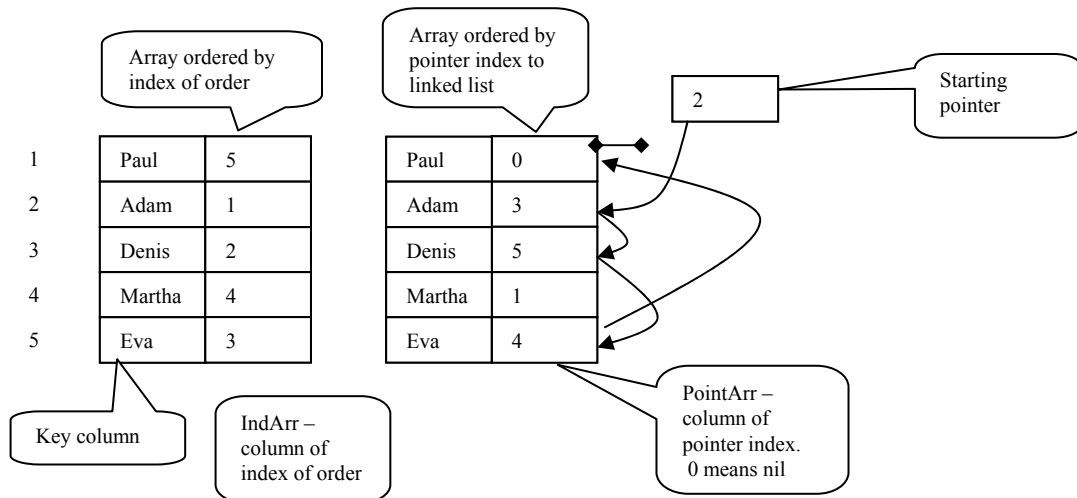 Array ordered by
index of order
Array ordered by
pointer index to
linked list
2
Starting
pointer
1 Paul 5 Paul 0
2 Adam 1 Adam 3
3 Denis 2 Denis 5
4 Martha 4 Martha 1
5 Eva 3 Eva 4
Key column
IndArr –
column of
index of order
PointArr –
column of
pointer index.
0 means nil